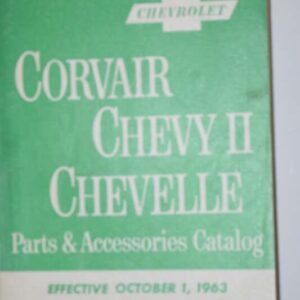 CHEVROLET
CORVAIR
CHEVY II
CHEVELLE
Parts & Accessories Catalog
EFFECTIVE OCTOBER 1, 1963